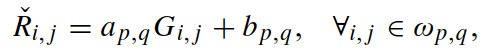 Ř_{i,j} = a_{p,q}G_{i,j} + b_{p,q},   ∀_{i,j} ∈ ω_{p,q},